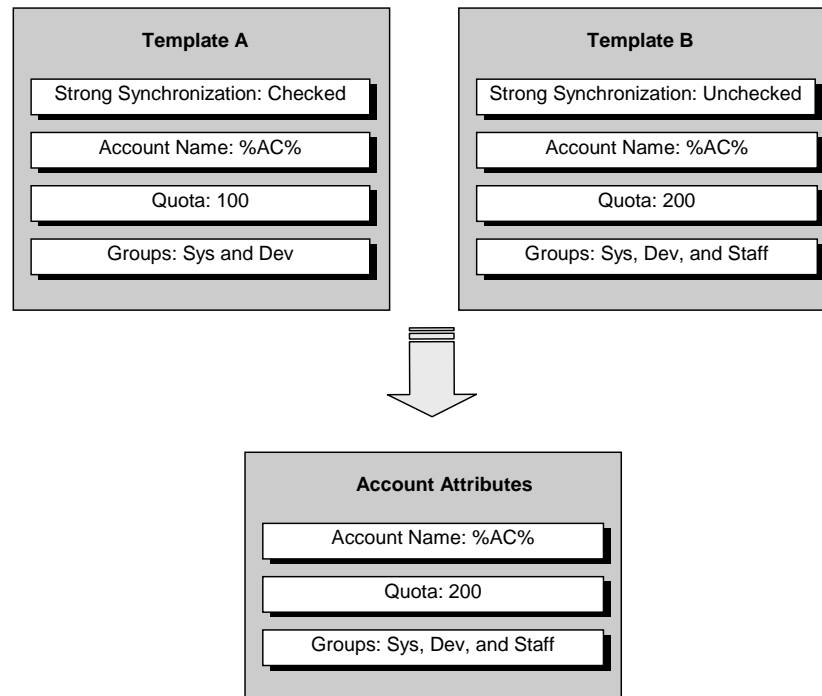 Template A
Strong Synchronization: Checked
Account Name: %AC%
Quota: 100
Groups: Sys and Dev
Template B
Strong Synchronization: Unchecked
Account Name: %AC%
Quota: 200
Groups: Sys, Dev, and Staff
Account Attributes
Account Name: %AC%
Quota: 200
Groups: Sys, Dev, and Staff